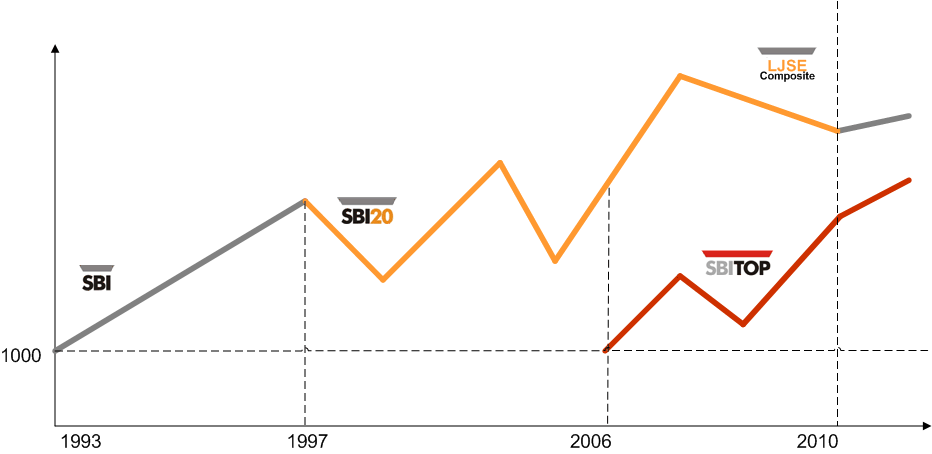 LJSE
Composite
SBI20
SBITOP
SBI
1000
1993
1997
2006
2010